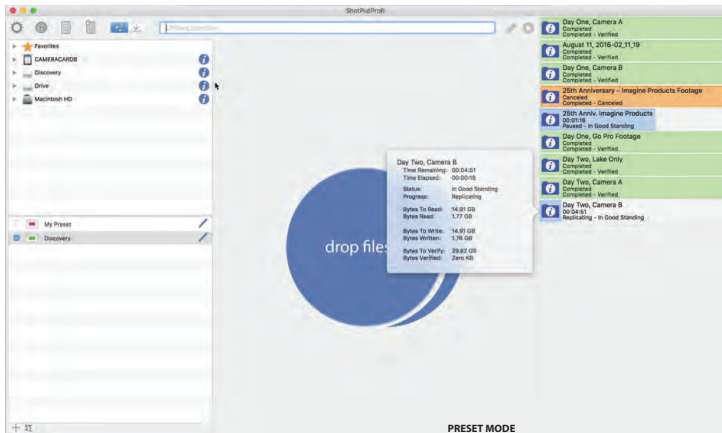 ShotPutPro6
Favorites
CAMERACARDB
Discovery
Drive
Macintosh HD
My Preset
Discovery
drop files
Day Two, Camera B
Time Remaining: 00:04:51
Time Elapsed: 00:00:15
Status: In Good Standing
Progress: Replicating
Bytes To Read: 14.91 GB
Bytes Read: 1.77 GB
Bytes To Write: 14.91 GB
Bytes Written: 1.76 GB
Bytes To Verify: 29.82 GB
Bytes Verified: Zero KB
Day One, Camera A
Completed
Completed - Verified
August 11, 2016-02_11_19
Completed
Completed - Verified
Day One, Camera B
Completed
Completed - Verified
25th Anniversary - Imagine Products Footage
Canceled
Completed - Canceled
25th Anniv. Imagine Products
00:01:16
Paused - In Good Standing
Day One, Go Pro Footage
Completed
Completed - Verified
Day Two, Lake Only
Completed
Completed - Verified
Day Two, Camera A
Completed
Completed - Verified
Day Two, Camera B
00:04:51
Replicating - In Good Standing
PRESET MODE